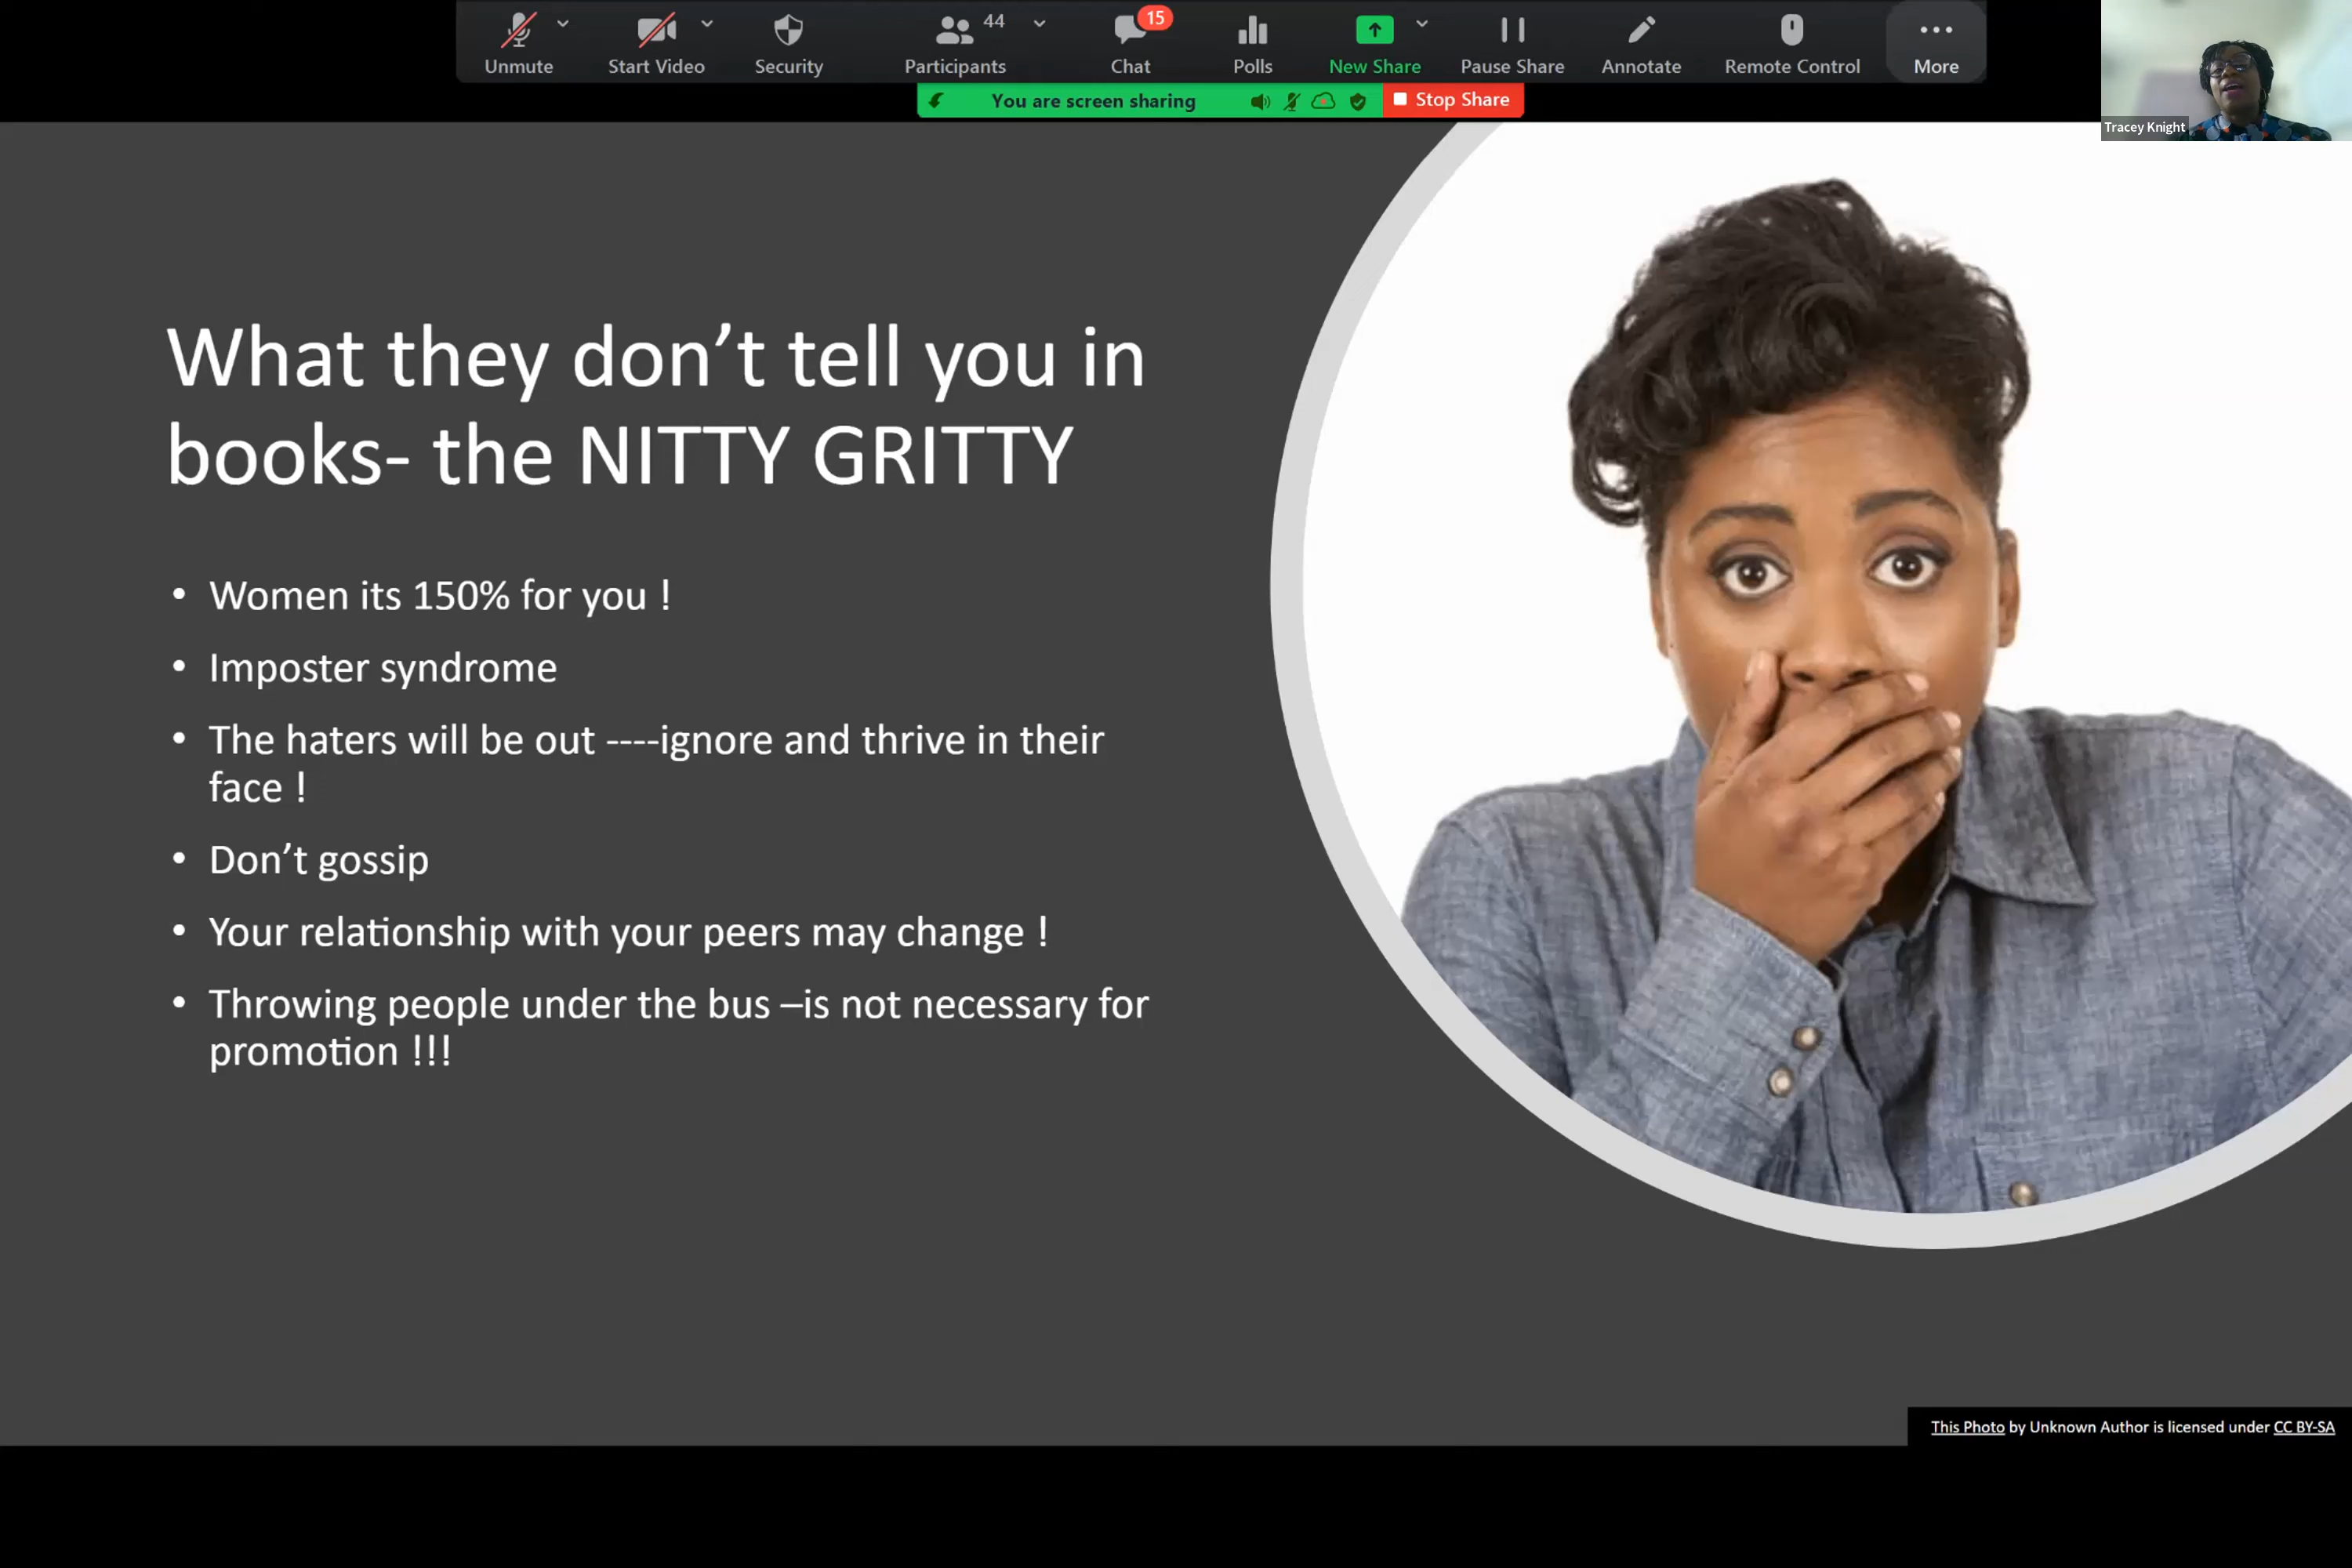 44
15
Unmute
Start Video
Security
Participants
Chat
Polls
New Share
Pause Share
Annotate
Remote Control
More
You are screen sharing
Stop Share
Tracey Knight
What they don’t tell you in
books- the NITTY GRITTY
• Women its 150% for you !
• Imposter syndrome
• The haters will be out ----ignore and thrive in their
face !
• Don’t gossip
• Your relationship with your peers may change !
• Throwing people under the bus –is not necessary for
promotion !!!
This Photo by Unknown Author is licensed under CC BY-SA